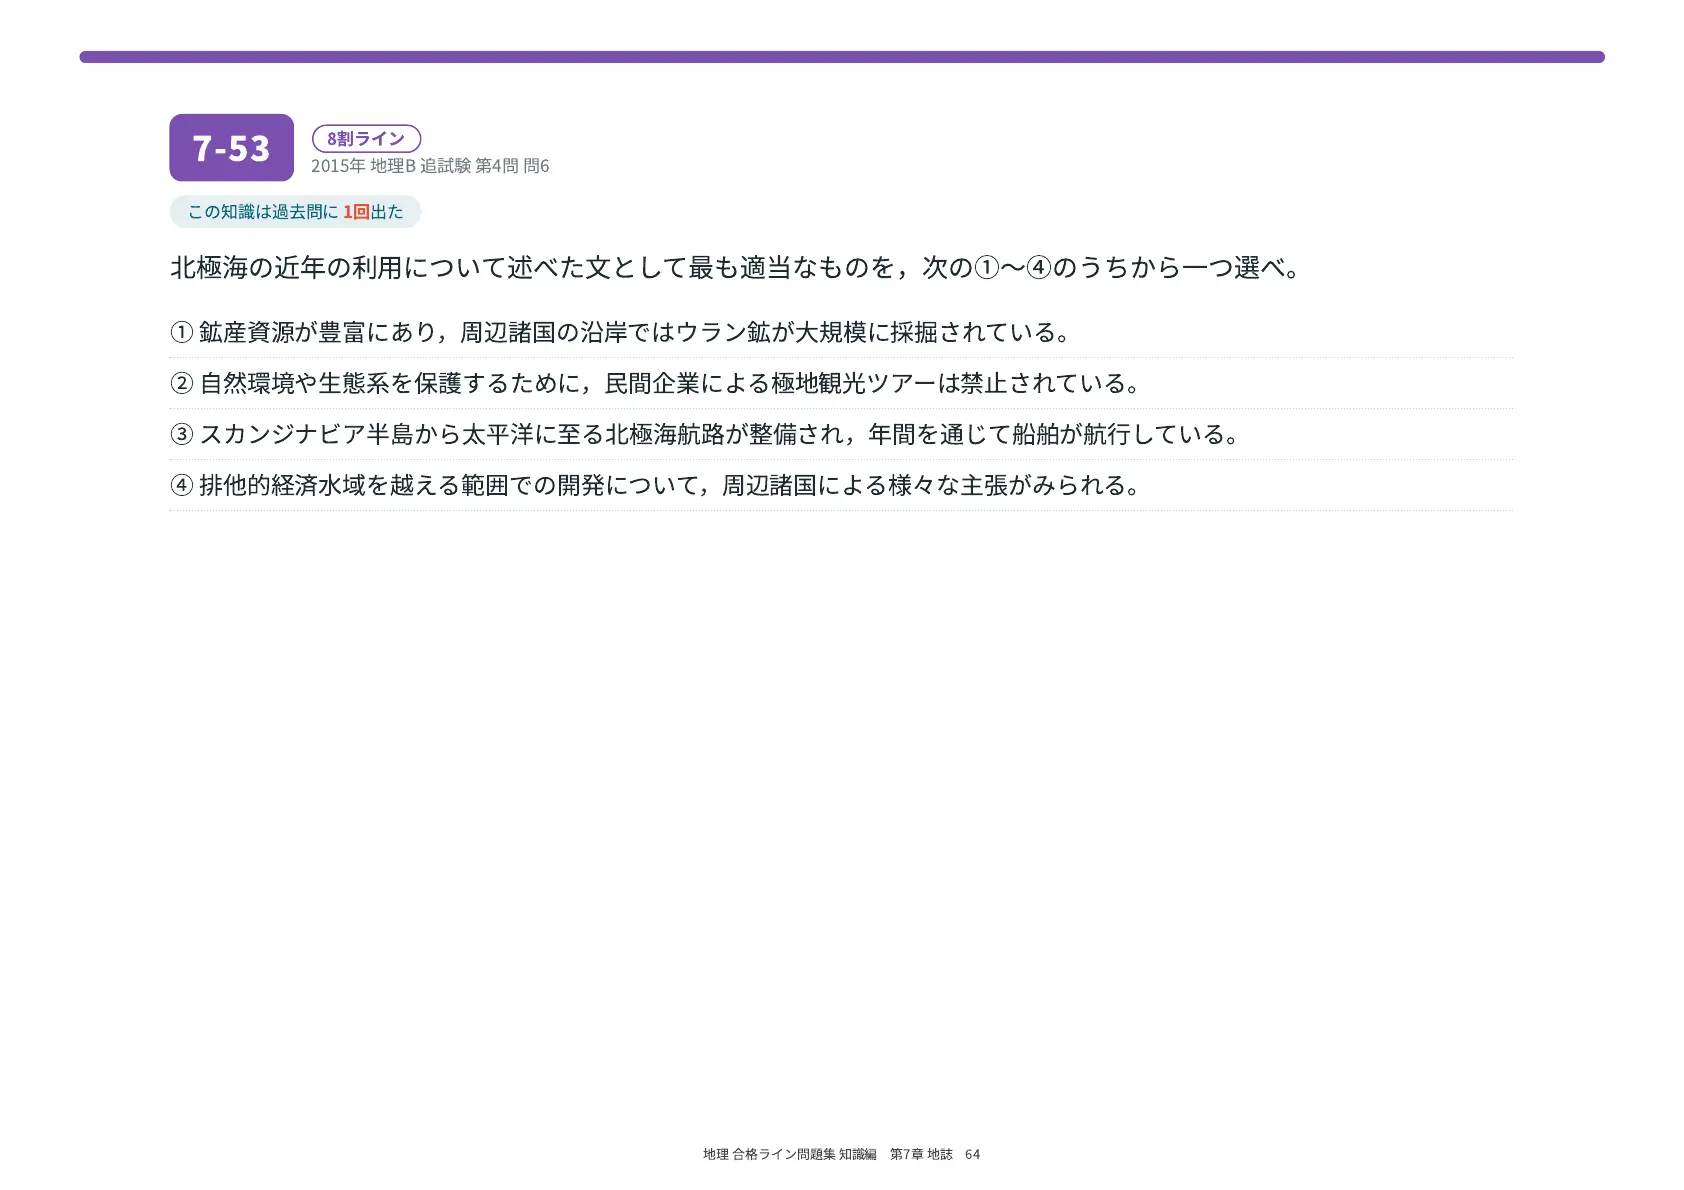 7-53
8割ライン
2015年 地理B 追試験 第4問 問6
この知識は過去問に 1回出た
北極海の近年の利用について述べた文として最も適当なものを，次の①～④のうちから一つ選べ。
① 鉱産資源が豊富にあり，周辺諸国の沿岸ではウラン鉱が大規模に採掘されている。
② 自然環境や生態系を保護するために，民間企業による極地観光ツアーは禁止されている。
③ スカンジナビア半島から太平洋に至る北極海航路が整備され，年間を通じて船舶が航行している。
④ 排他的経済水域を越える範囲での開発について，周辺諸国による様々な主張がみられる。
地理 合格ライン問題集 知識編　第7章 地誌　64